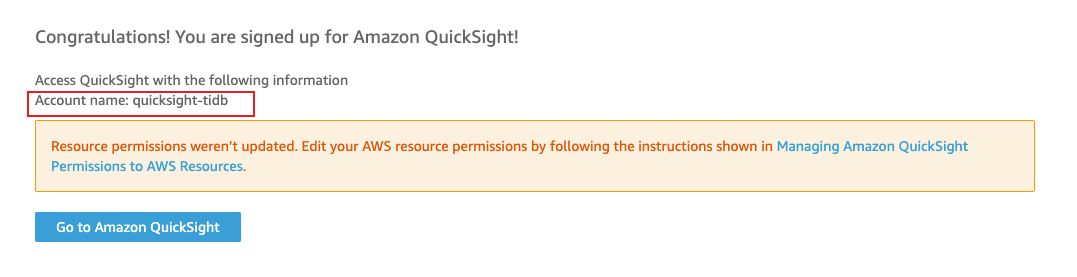 Congratulations! You are signed up for Amazon QuickSight!
Access QuickSight with the following information
Account name: quicksight-tidb
Resource permissions weren't updated. Edit your AWS resource permissions by following the instructions shown in Managing Amazon QuickSight
Permissions to AWS Resources.
Go to Amazon QuickSight